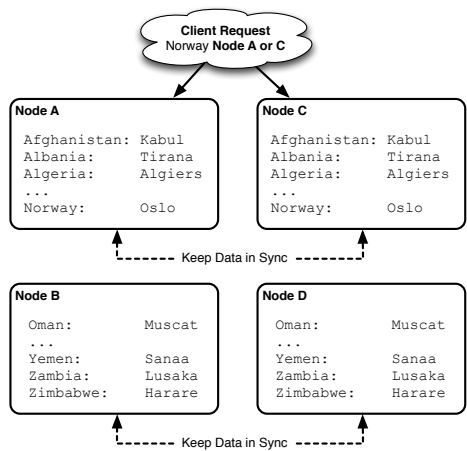 Client Request
Norway Node A or C
Node A
Afghanistan: Kabul
Albania: Tirana
Algeria: Algiers
...
Norway: Oslo
Node C
Afghanistan: Kabul
Albania: Tirana
Algeria: Algiers
...
Norway: Oslo
Keep Data in Sync
Node B
Oman: Muscat
...
Yemen: Sanaa
Zambia: Lusaka
Zimbabwe: Harare
Node D
Oman: Muscat
...
Yemen: Sanaa
Zambia: Lusaka
Zimbabwe: Harare
Keep Data in Sync